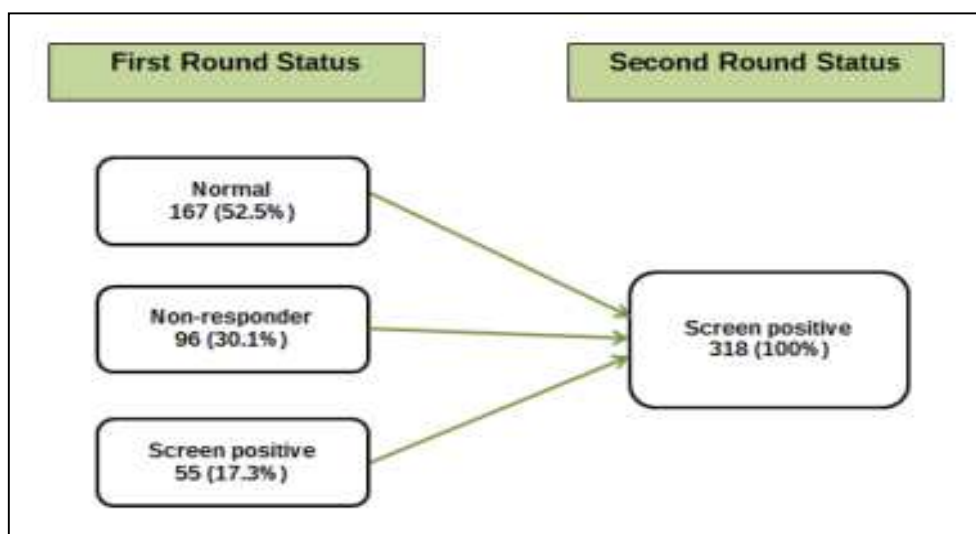 First Round Status
Second Round Status
Normal
167 (52.5%)
Non-responder
96 (30.1%)
Screen positive
55 (17.3%)
Screen positive
318 (100%)